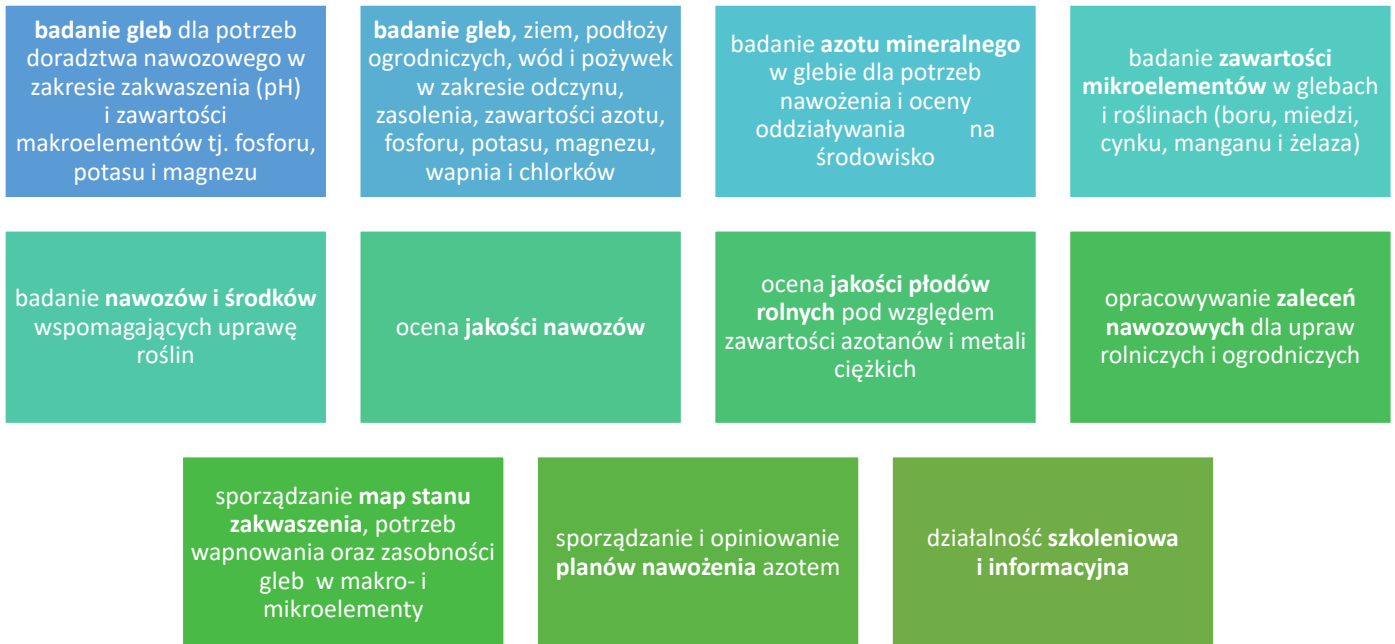 badanie gleb dla potrzeb
doradztwa nawozowego w
zakresie zakwaszenia (pH)
i zawartości
makroelementów tj. fosforu,
potasu i magnezu
badanie gleb, ziem, podłoży
ogrodniczych, wód i pożywek
w zakresie odczynu,
zasolenia, zawartości azotu,
fosforu, potasu, magnezu,
wapnia i chlorków
badanie azotu mineralnego
w glebie dla potrzeb
nawożenia i oceny
oddziaływania na
środowisko
badanie zawartości
mikroelementów w glebach
i roślinach (boru, miedzi,
cynku, manganu i żelaza)
badanie nawozów i środków
wspomagających uprawę
roślin
ocena jakości nawozów
ocena jakości płodów
rolnych pod względem
zawartości azotanów i metali
ciężkich
opracowywanie zaleceń
nawozowych dla upraw
rolniczych i ogrodniczych
sporządzanie map stanu
zakwaszenia, potrzeb
wapnowania oraz zasobności
gleb w makro- i
mikroelementy
sporządzanie i opiniowanie
planów nawożenia azotem
działalność szkoleniowa
i informacyjna